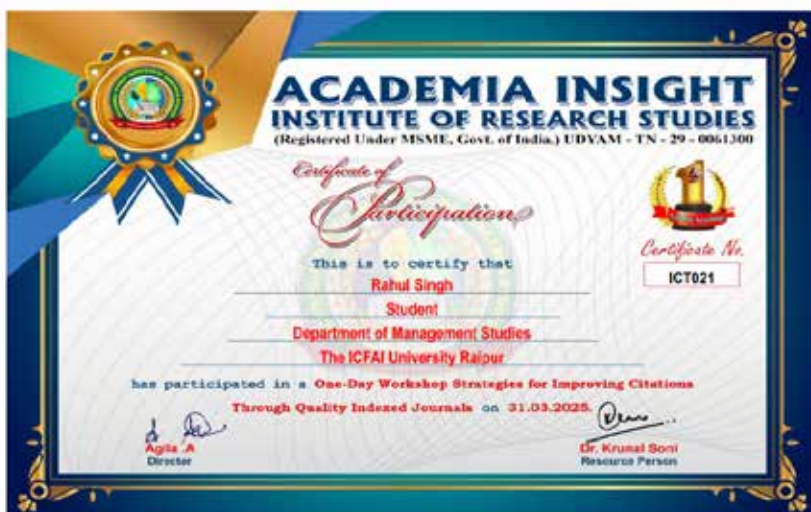 ACADEMIA INSIGHT
INSTITUTE OF RESEARCH STUDIES
(Registered Under MSME, Govt. of India.) UDYAM - TN - 29 - 0061300
Certificate of
Participation
1
Certificate No.
ICT021
This is to certify that
Rahul Singh
Student
Department of Management Studies
The ICFAI University Raipur
has participated in a One-Day Workshop Strategies for Improving Citations
Through Quality Indexed Journals on 31.03.2025.
Agila .A
Director
Dr. Krunal Soni
Resource Person